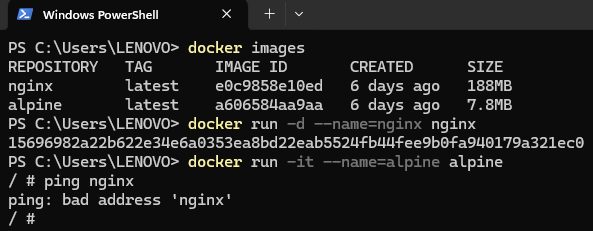 Windows PowerShell
PS C:\Users\LENOVO> docker images
REPOSITORY   TAG       IMAGE ID       CREATED      SIZE
nginx        latest    e0c9858e10ed   6 days ago   188MB
alpine       latest    a606584aa9aa   6 days ago   7.8MB
PS C:\Users\LENOVO> docker run -d --name=nginx nginx
15696982a22b622e34e6a0353ea8bd22eab5524fb44fee9b0fa940179a321ec0
PS C:\Users\LENOVO> docker run -it --name=alpine alpine
/ # ping nginx
ping: bad address 'nginx'
/ #